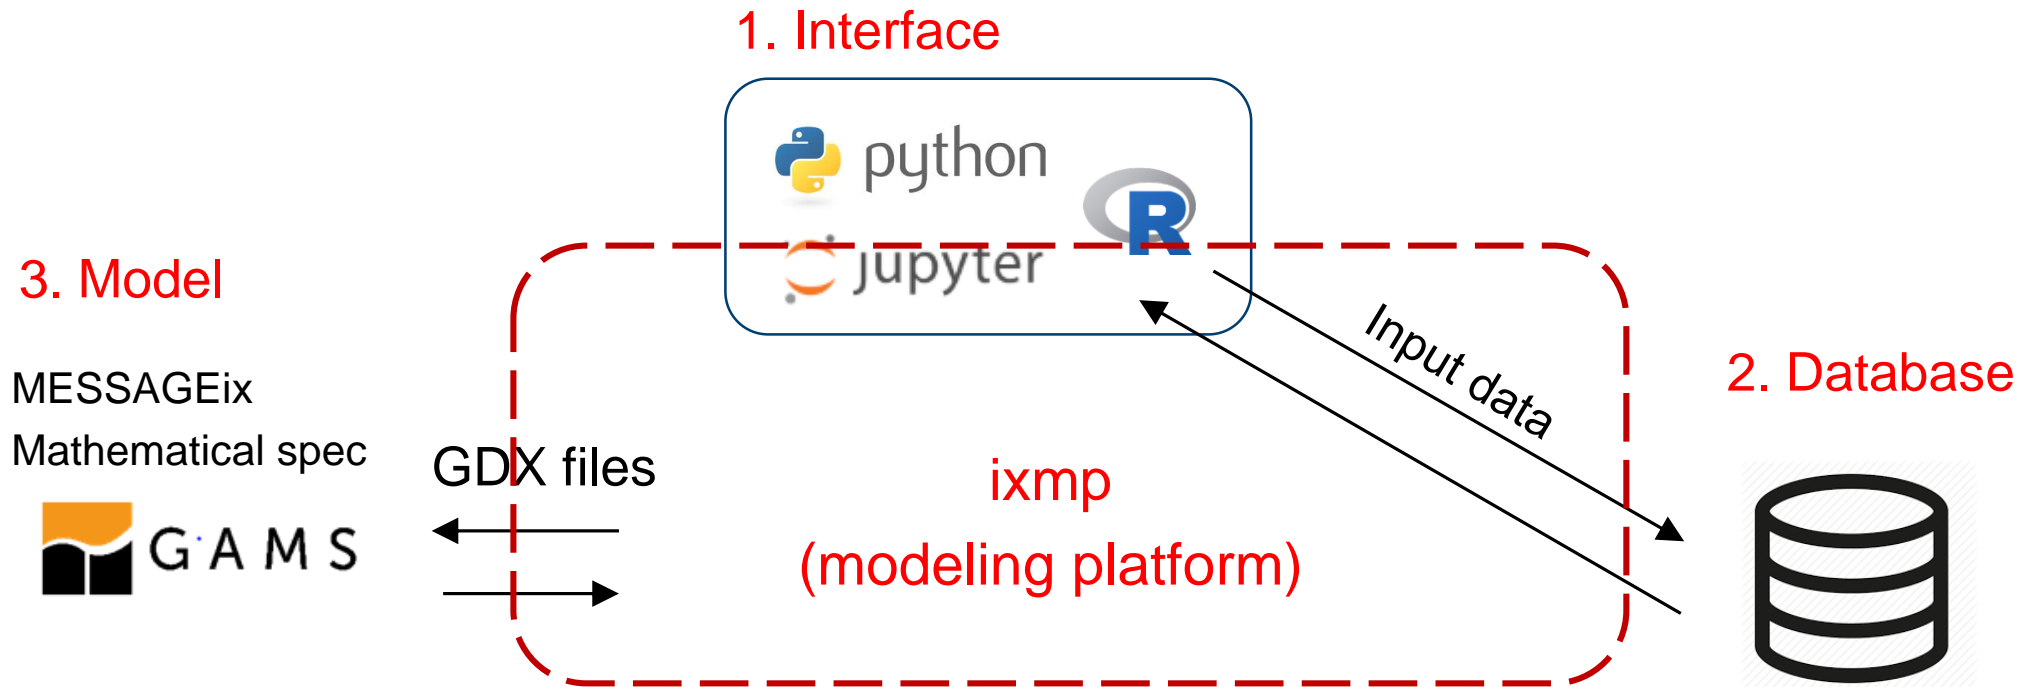 1. Interface
python
R
jupyter
3. Model
MESSAGEix
Mathematical spec
GAMS
GDX files
ixmp
(modeling platform)
Input data
2. Database